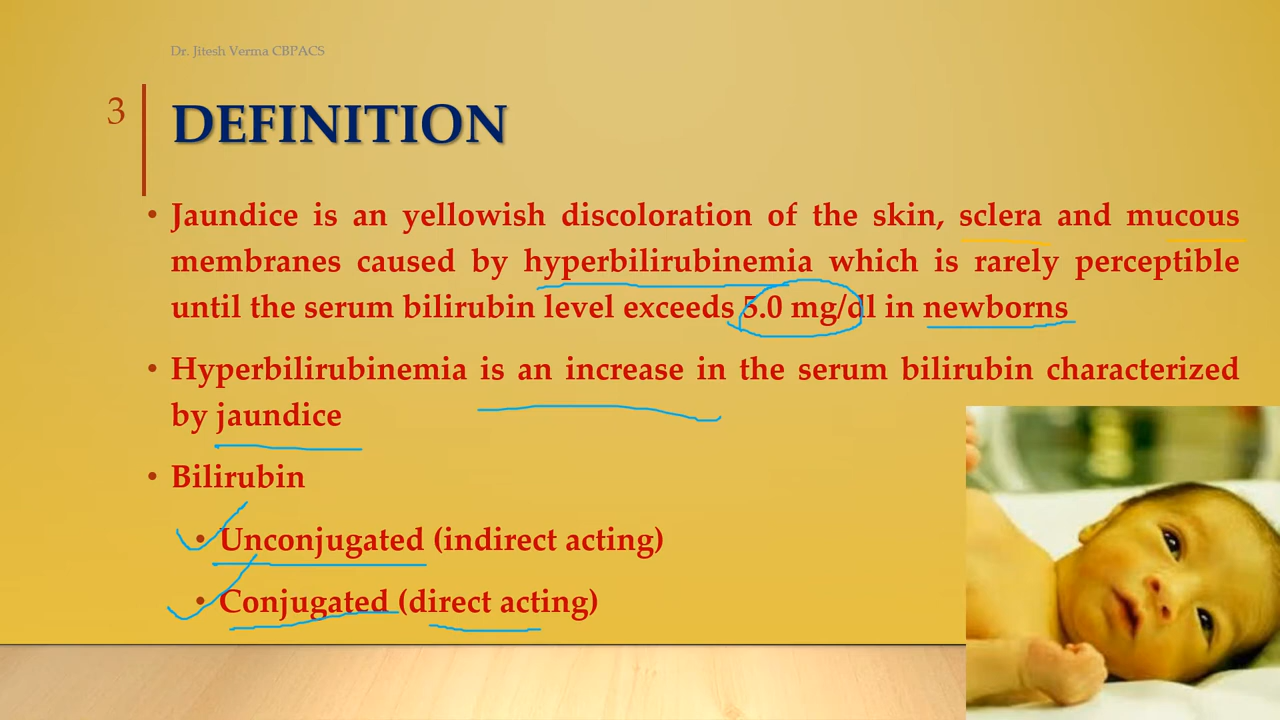 Dr. Jitesh Verma CBPACS
3
DEFINITION
• Jaundice is an yellowish discoloration of the skin, sclera and mucous
membranes caused by hyperbilirubinemia which is rarely perceptible
until the serum bilirubin level exceeds 5.0 mg/dl in newborns
• Hyperbilirubinemia is an increase in the serum bilirubin characterized
by jaundice
• Bilirubin
• Unconjugated (indirect acting)
• Conjugated (direct acting)